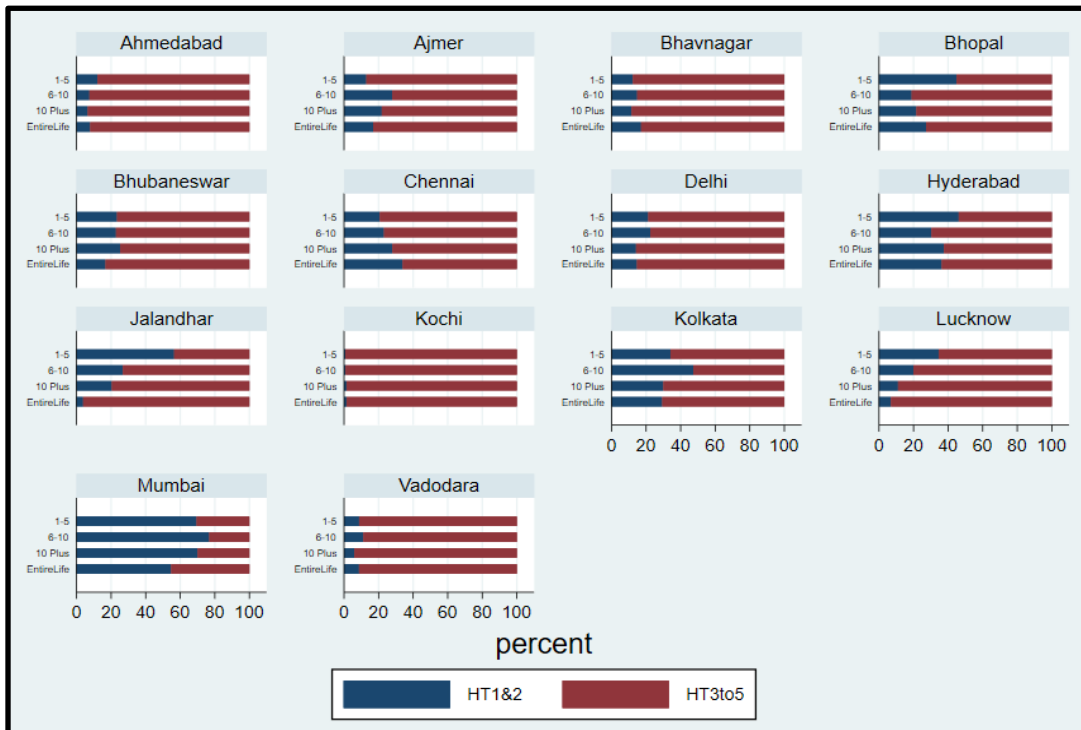 Ahmedabad
1-5
6-10
10 Plus
EntireLife
Ajmer
1-5
6-10
10 Plus
EntireLife
Bhavnagar
1-5
6-10
10 Plus
EntireLife
Bhopal
1-5
6-10
10 Plus
EntireLife
Bhubaneswar
1-5
6-10
10 Plus
EntireLife
Chennai
1-5
6-10
10 Plus
EntireLife
Delhi
1-5
6-10
10 Plus
EntireLife
Hyderabad
1-5
6-10
10 Plus
EntireLife
Jalandhar
1-5
6-10
10 Plus
EntireLife
Kochi
1-5
6-10
10 Plus
EntireLife
Kolkata
1-5
6-10
10 Plus
EntireLife
0 20 40 60 80 100
Lucknow
1-5
6-10
10 Plus
EntireLife
0 20 40 60 80 100
Mumbai
1-5
6-10
10 Plus
EntireLife
0 20 40 60 80 100
Vadodara
1-5
6-10
10 Plus
EntireLife
0 20 40 60 80 100
percent
HT1&2
HT3to5